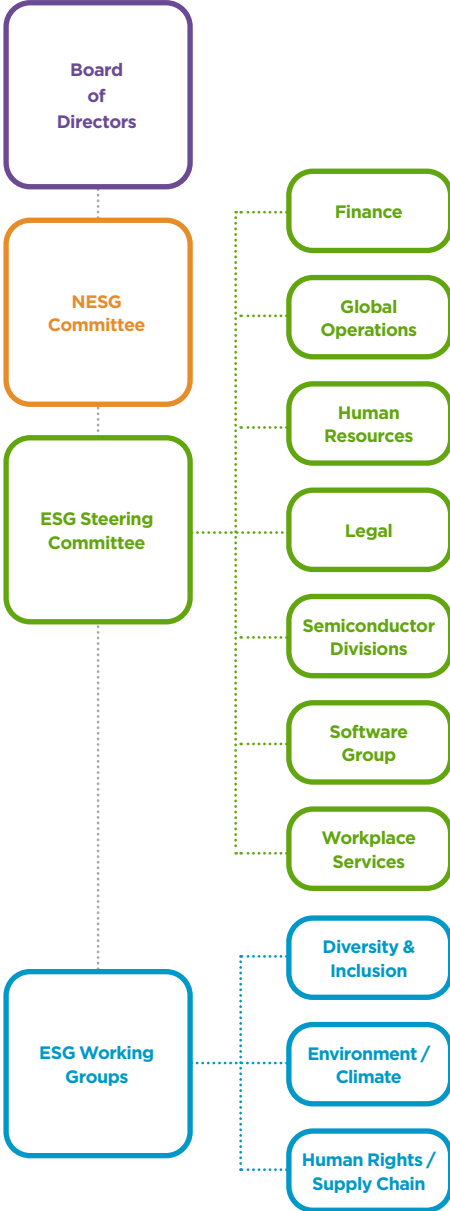 Board
of
Directors
NESG
Committee
ESG Steering
Committee
Finance
Global
Operations
Human
Resources
Legal
Semiconductor
Divisions
Software
Group
Workplace
Services
ESG Working
Groups
Diversity &
Inclusion
Environment /
Climate
Human Rights /
Supply Chain